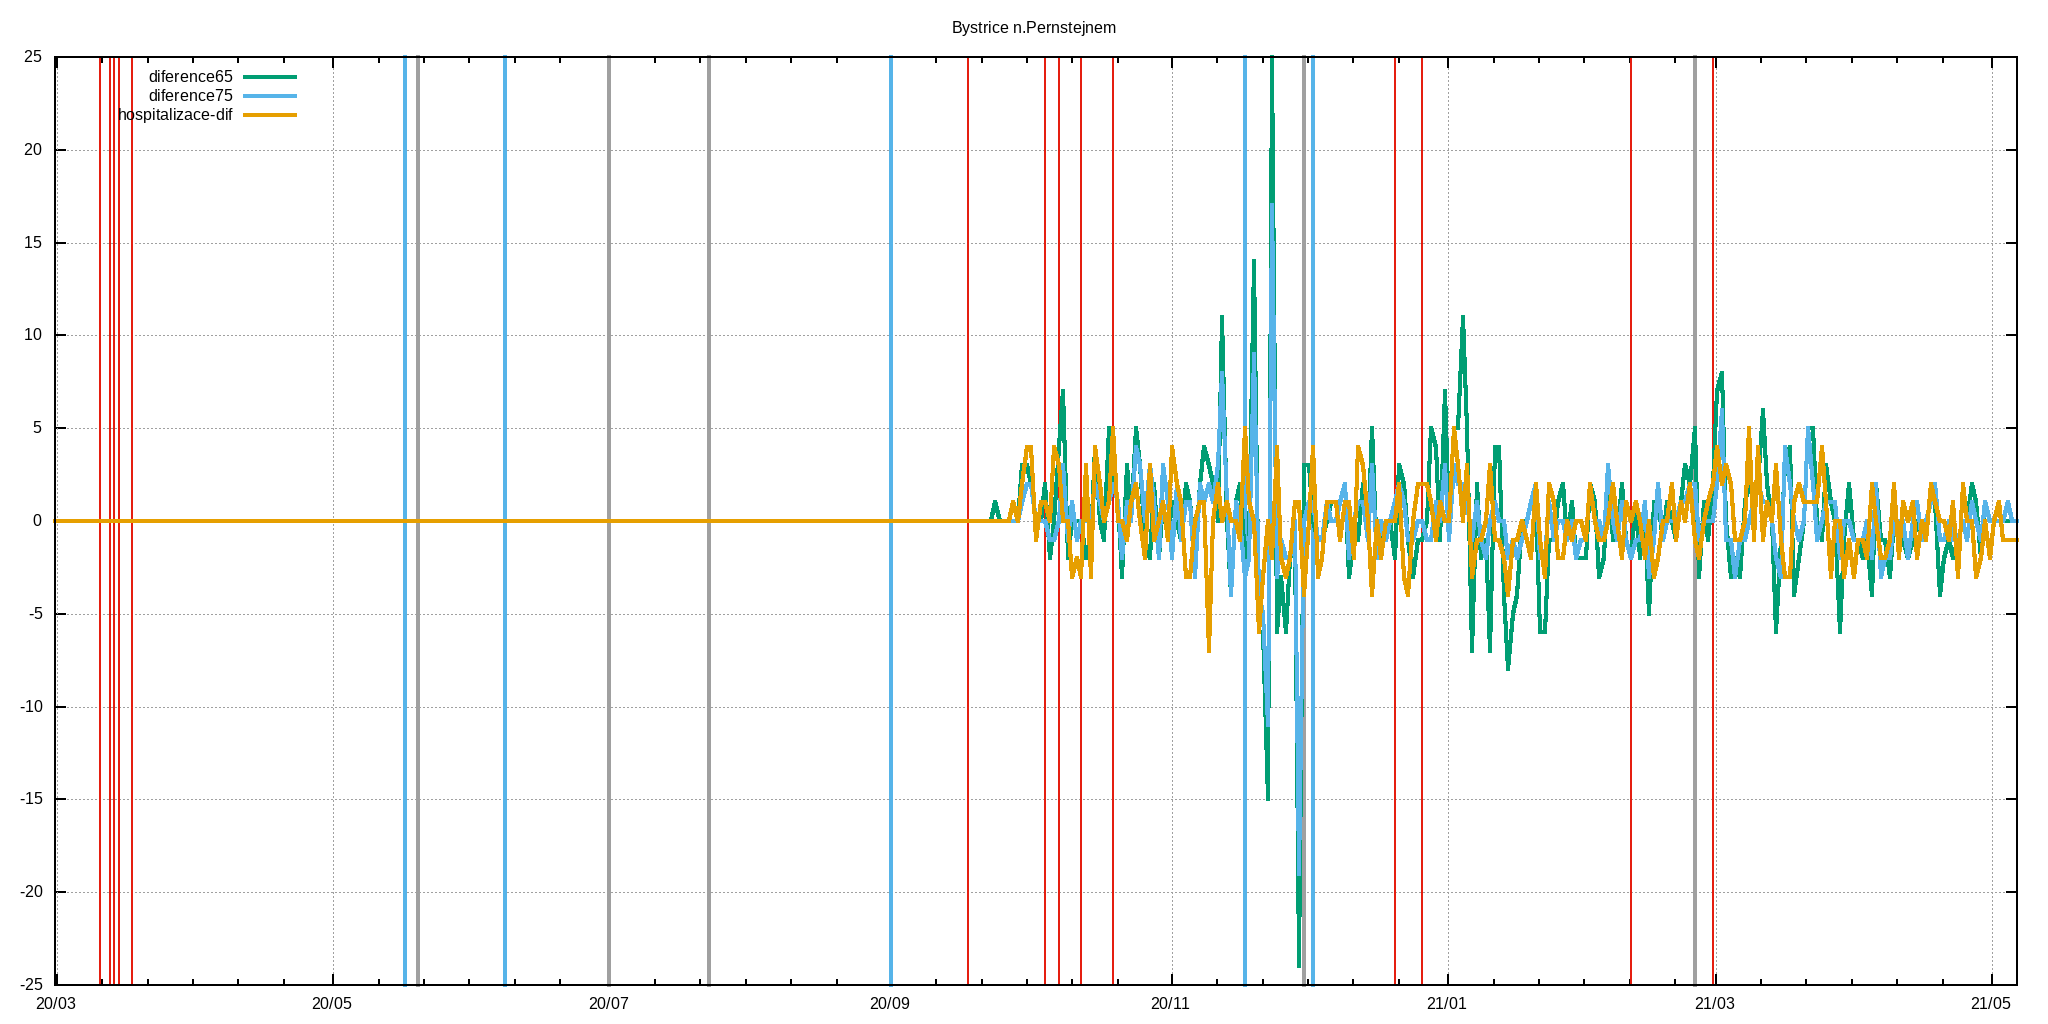 Bystrice n.Pernstejnem
25
diference65
diference75
hospitalizace-dif
20
15
10
5
0
-5
-10
-15
-20
-25
20/03 20/05 20/07 20/09 20/11 21/01 21/03 21/05